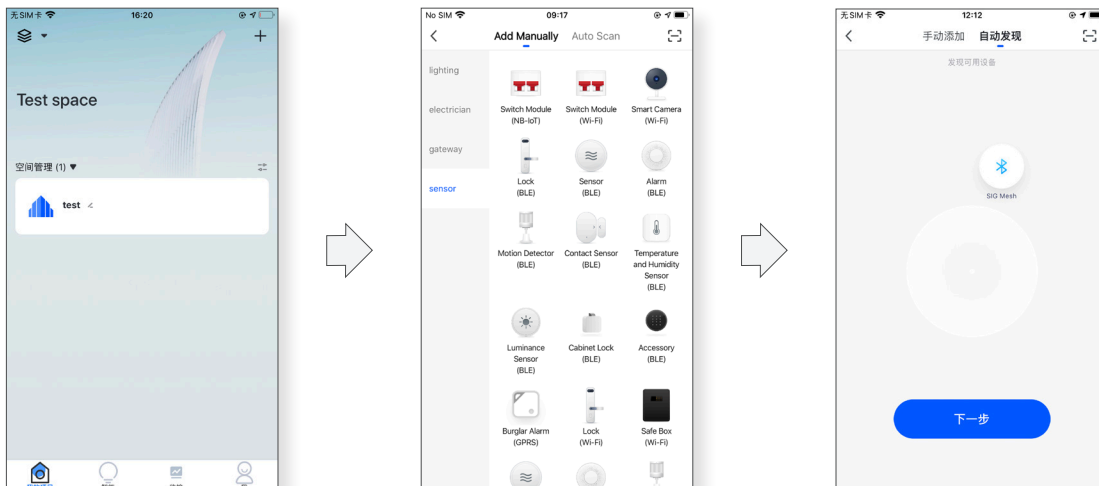 无SIM卡
16:20
Test space
空间管理 (1) ▼
test
No SIM
09:17
Add Manually
Auto Scan
lighting
electrician
gateway
sensor
Switch Module
(NB-IoT)
Switch Module
(Wi-Fi)
Smart Camera
(Wi-Fi)
Lock
(BLE)
Sensor
(BLE)
Alarm
(BLE)
Motion Detector
(BLE)
Contact Sensor
(BLE)
Temperature
and Humidity
Sensor
(BLE)
Luminance
Sensor
(BLE)
Cabinet Lock
(BLE)
Accessory
(BLE)
Burglar Alarm
(GPRS)
Lock
(Wi-Fi)
Safe Box
(Wi-Fi)
无SIM卡
12:12
手动添加
自动发现
发现可用设备
SIG Mesh
下一步